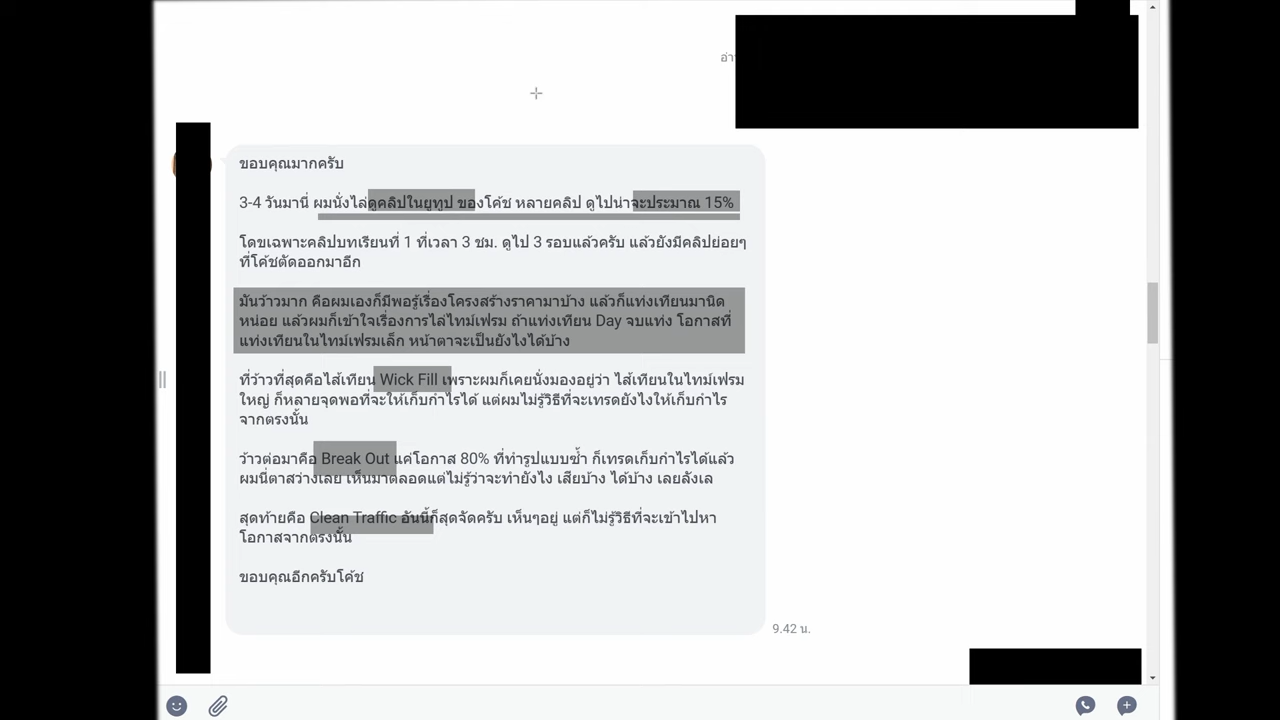 อ่า
ขอบคุณมากครับ
3-4 วันมานี่ ผมนั่งไล่ดูคลิปในยูทูป ของโค้ช หลายคลิป ดูไปน่าจะประมาณ 15%
โดขเฉพาะคลิปบทเรียนที่ 1 ที่เวลา 3 ชม. ดูไป 3 รอบแล้วครับ แล้วยังมีคลิปย่อยๆ
ที่โค้ชตัดออกมาอีก
มันว้าวมาก คือผมเองก็มีพอรู้เรื่องโครงสร้างราคามาบ้าง แล้วก็แท่งเทียนมานิด
หน่อย แล้วผมก็เข้าใจเรื่องการไล่ไทม์เฟรม ถ้าแท่งเทียน Day จบแท่ง โอกาสที่
แท่งเทียนในไทม์เฟรมเล็ก หน้าตาจะเป็นยังไงได้บ้าง
ที่ว้าวที่สุดคือไส้เทียน Wick Fill เพราะผมก็เคยนั่งมองอยู่ว่า ไส้เทียนในไทม์เฟรม
ใหญ่ ก็หลายจุดพอที่จะให้เก็บกำไรได้ แต่ผมไม่รู้วิธีที่จะเทรดยังไงให้เก็บกำไร
จากตรงนั้น
ว้าวต่อมาคือ Break Out แค่โอกาส 80% ที่ทำรูปแบบซ้ำ ก็เทรดเก็บกำไรได้แล้ว
ผมนี่ตาสว่างเลย เห็นมาตลอดแต่ไม่รู้ว่าจะทำยังไง เสียบ้าง ได้บ้าง เลยลังเล
สุดท้ายคือ Clean Traffic อันนี้ก็สุดจัดครับ เห็นๆอยู่ แต่ก็ไม่รู้วิธีที่จะเข้าไปหา
โอกาสจากตรงนั้น
ขอบคุณอีกครับโค้ช
9.42 น.